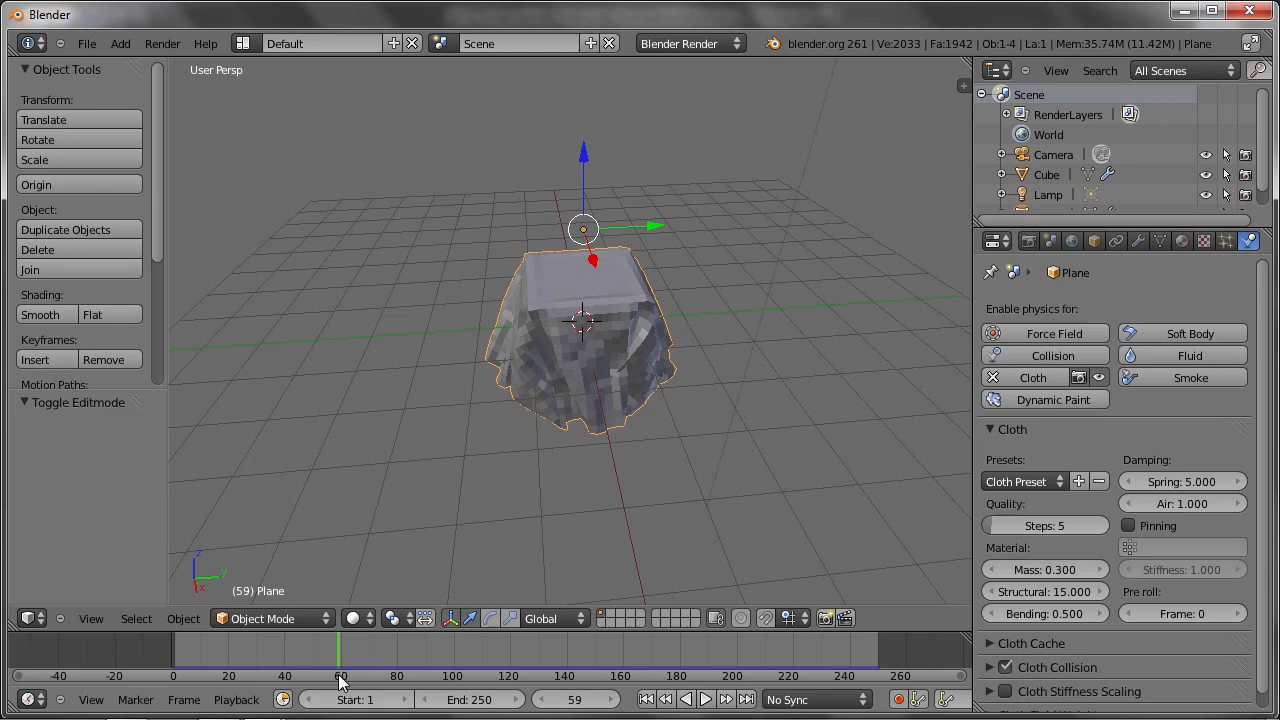 Blender
File Add Render Help Default Scene Blender Render blender.org 261 | Ve:2033 | Fa:1942 | Ob:1-4 | La:1 | Mem:35.74M (11.42M) | Plane
Object Tools
Transform:
Translate
Rotate
Scale
Origin
Object:
Duplicate Objects
Delete
Join
Shading:
Smooth Flat
Keyframes:
Insert Remove
Motion Paths:
Toggle Editmode
User Persp
z
y
x
(59) Plane
View Select Object Object Mode Global
View Search All Scenes
Scene
RenderLayers |
World
Camera |
Cube |
Lamp |
Plane
Enable physics for:
Force Field Soft Body
Collision Fluid
Cloth Smoke
Dynamic Paint
Cloth
Presets: Damping:
Cloth Preset Spring: 5.000
Quality: Air: 1.000
Steps: 5 Pinning
Material:
Mass: 0.300 Stiffness: 1.000
Structural: 15.000 Pre roll:
Bending: 0.500 Frame: 0
Cloth Cache
Cloth Collision
Cloth Stiffness Scaling
-40 -20 0 20 40 60 80 100 120 140 160 180 200 220 240 260
View Marker Frame Playback Start: 1 End: 250 59 No Sync